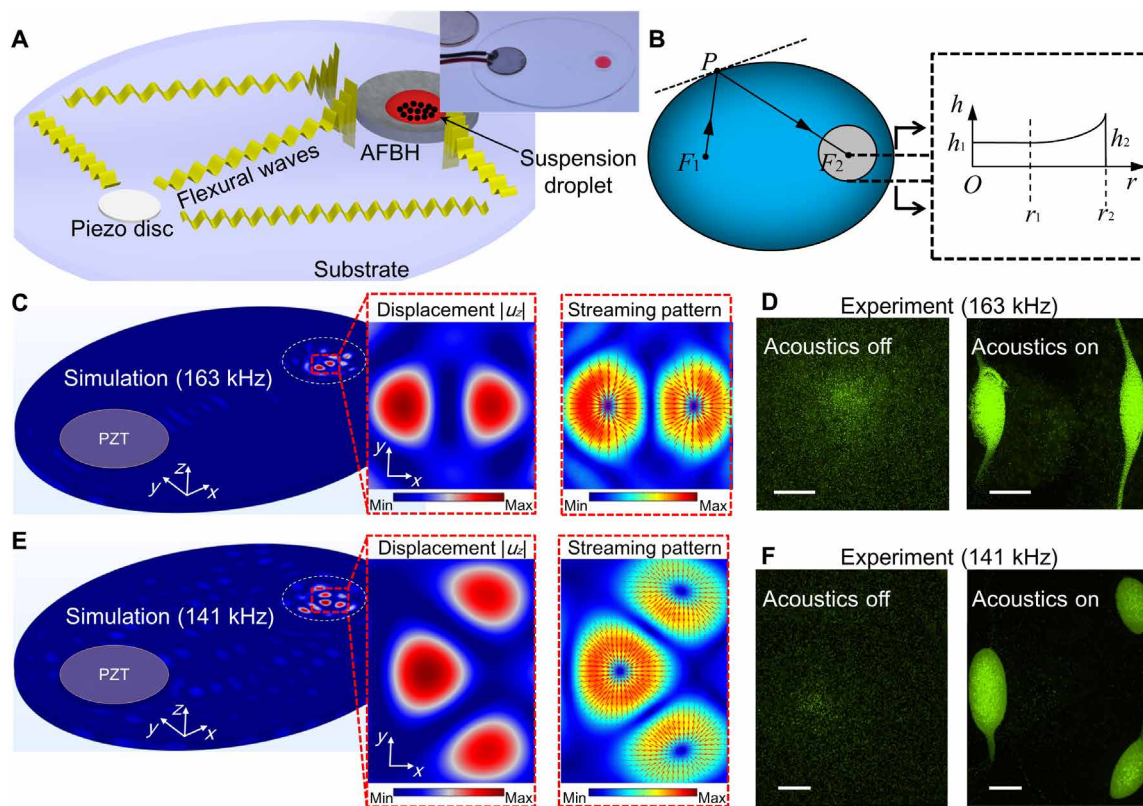 A
Flexural waves
Piezo disc
Substrate
AFBH
Suspension
droplet
B
P
F1
F2
h
h1
h2
O
r
r1
r2
C
Simulation (163 kHz)
PZT
z
y
x
Displacement |uz|
y
x
Min
Max
Streaming pattern
Min
Max
D
Experiment (163 kHz)
Acoustics off
Acoustics on
E
Simulation (141 kHz)
PZT
z
y
x
Displacement |uz|
y
x
Min
Max
Streaming pattern
Min
Max
F
Experiment (141 kHz)
Acoustics off
Acoustics on